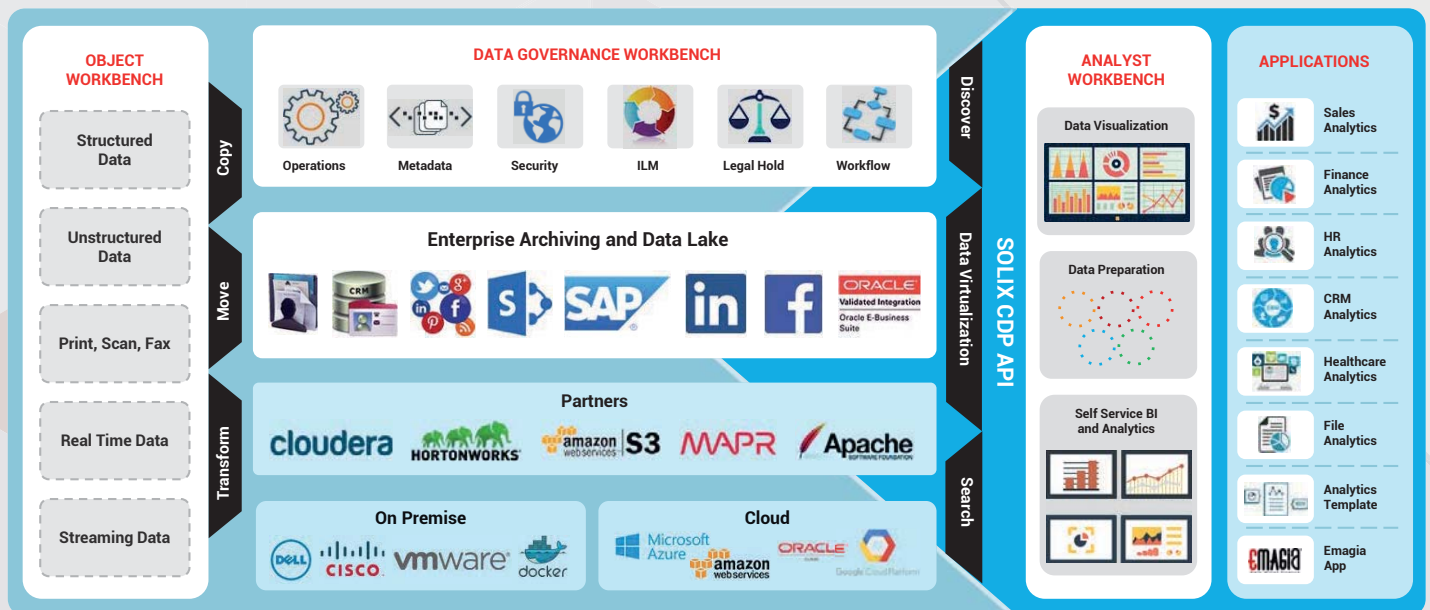 OBJECT
WORKBENCH
Structured
Data
Unstructured
Data
Print, Scan, Fax
Real Time Data
Streaming Data
Copy
Move
Transform
DATA GOVERNANCE WORKBENCH
Operations
Metadata
Security
ILM
Legal Hold
Workflow
Enterprise Archiving and Data Lake
CRM
in
f
S
SAP
®
in
f
ORACLE
Validated Integration
Oracle E-Business
Suite
Partners
cloudera
HORTONWORKS
amazon
webservices
S3
MAPR
Apache
SOFTWARE FOUNDATION
On Premise
DELL
CISCO
vmware®
docker
Cloud
Microsoft
Azure
amazon
webservices
ORACLE
Google Cloud Platform
Discover
Data Virtualization
Search
SOLIX CDP API
ANALYST
WORKBENCH
Data Visualization
Data Preparation
Self Service BI
and Analytics
APPLICATIONS
$
Sales
Analytics
Finance
Analytics
HR
Analytics
CRM
Analytics
Healthcare
Analytics
File
Analytics
Analytics
Template
EMAGIA
Emagia
App